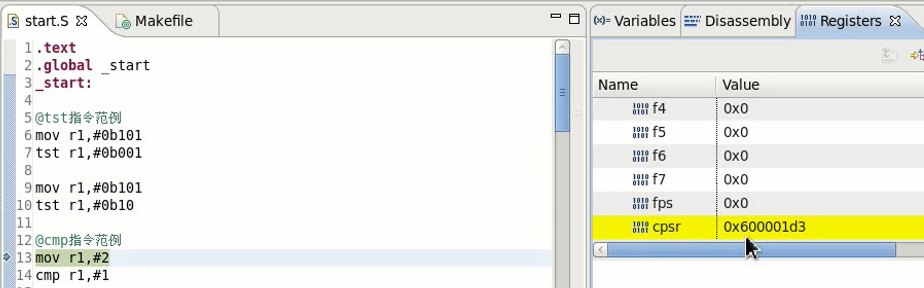 start.S
Makefile
1 .text
2 .global _start
3 _start:
4
5 @tst指令范例
6 mov r1,#0b101
7 tst r1,#0b001
8
9 mov r1,#0b101
10 tst r1,#0b10
11
12 @cmp指令范例
13 mov r1,#2
14 cmp r1,#1
(x)= Variables
Disassembly
Registers
Name Value
f4 0x0
f5 0x0
f6 0x0
f7 0x0
fps 0x0
cpsr 0x600001d3